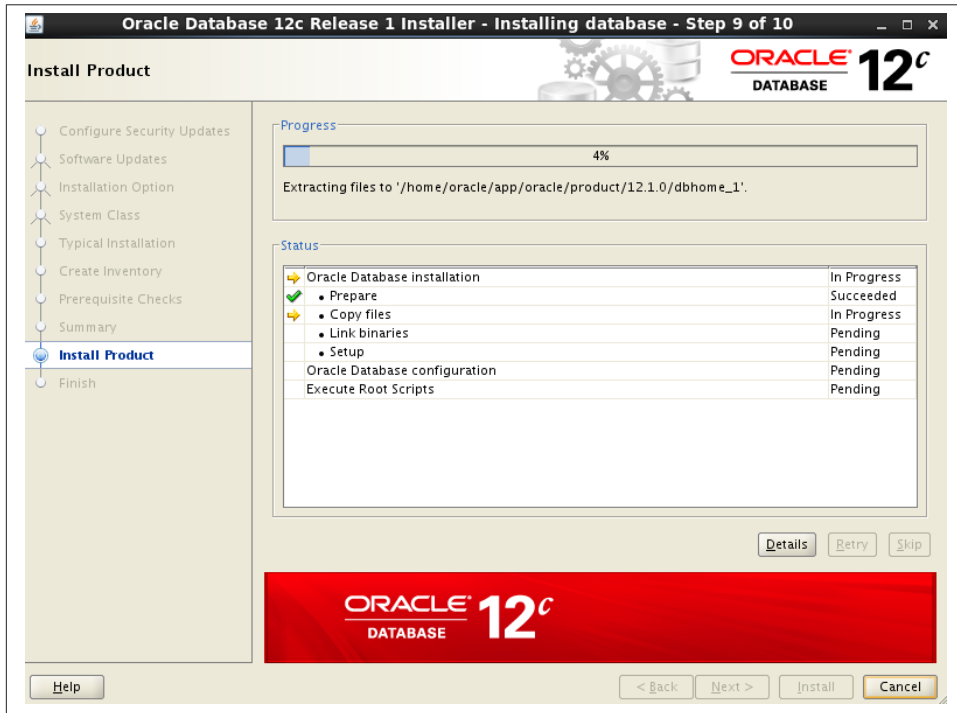 Oracle Database 12c Release 1 Installer - Installing database - Step 9 of 10
Install Product
ORACLE DATABASE 12c
Configure Security Updates
Software Updates
Installation Option
System Class
Typical Installation
Create Inventory
Prerequisite Checks
Summary
Install Product
Finish
Progress
4%
Extracting files to '/home/oracle/app/oracle/product/12.1.0/dbhome_1'.
Status
Oracle Database installation In Progress
• Prepare Succeeded
• Copy files In Progress
• Link binaries Pending
• Setup Pending
Oracle Database configuration Pending
Execute Root Scripts Pending
Details Retry Skip
ORACLE DATABASE 12c
Help < Back Next > Install Cancel